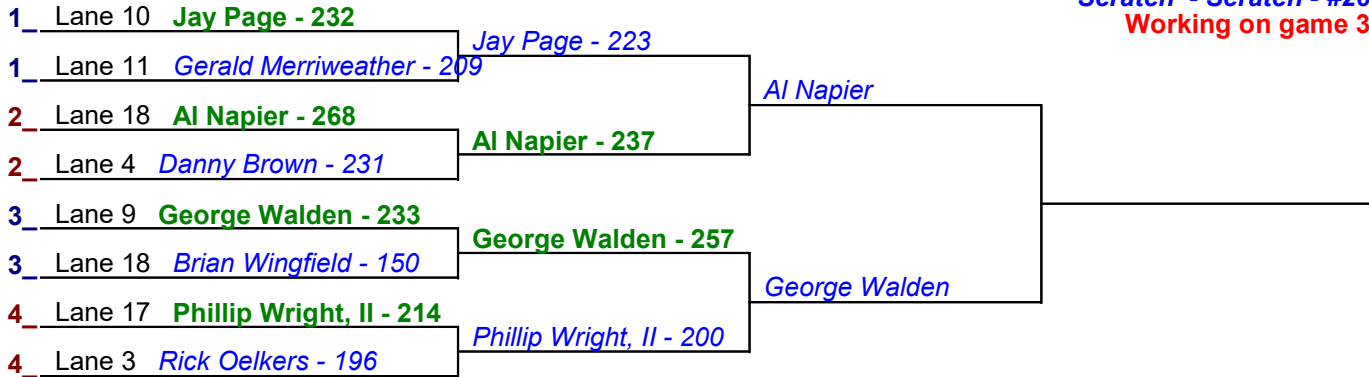 Scratch - Scratch -
Working on game 3
1_ Lane 10 Jay Page - 232
Jay Page - 223
1_ Lane 11 Gerald Merriweather - 209
Al Napier
2_ Lane 18 Al Napier - 268
Al Napier - 237
2_ Lane 4 Danny Brown - 231
3_ Lane 9 George Walden - 233
George Walden - 257
3_ Lane 18 Brian Wingfield - 150
George Walden
4_ Lane 17 Phillip Wright, II - 214
Phillip Wright, II - 200
4_ Lane 3 Rick Oelkers - 196